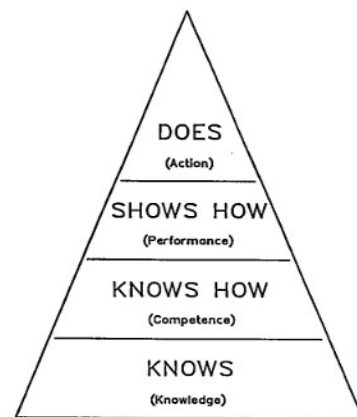 DOES
(Action)
SHOWS HOW
(Performance)
KNOWS HOW
(Competence)
KNOWS
(Knowledge)